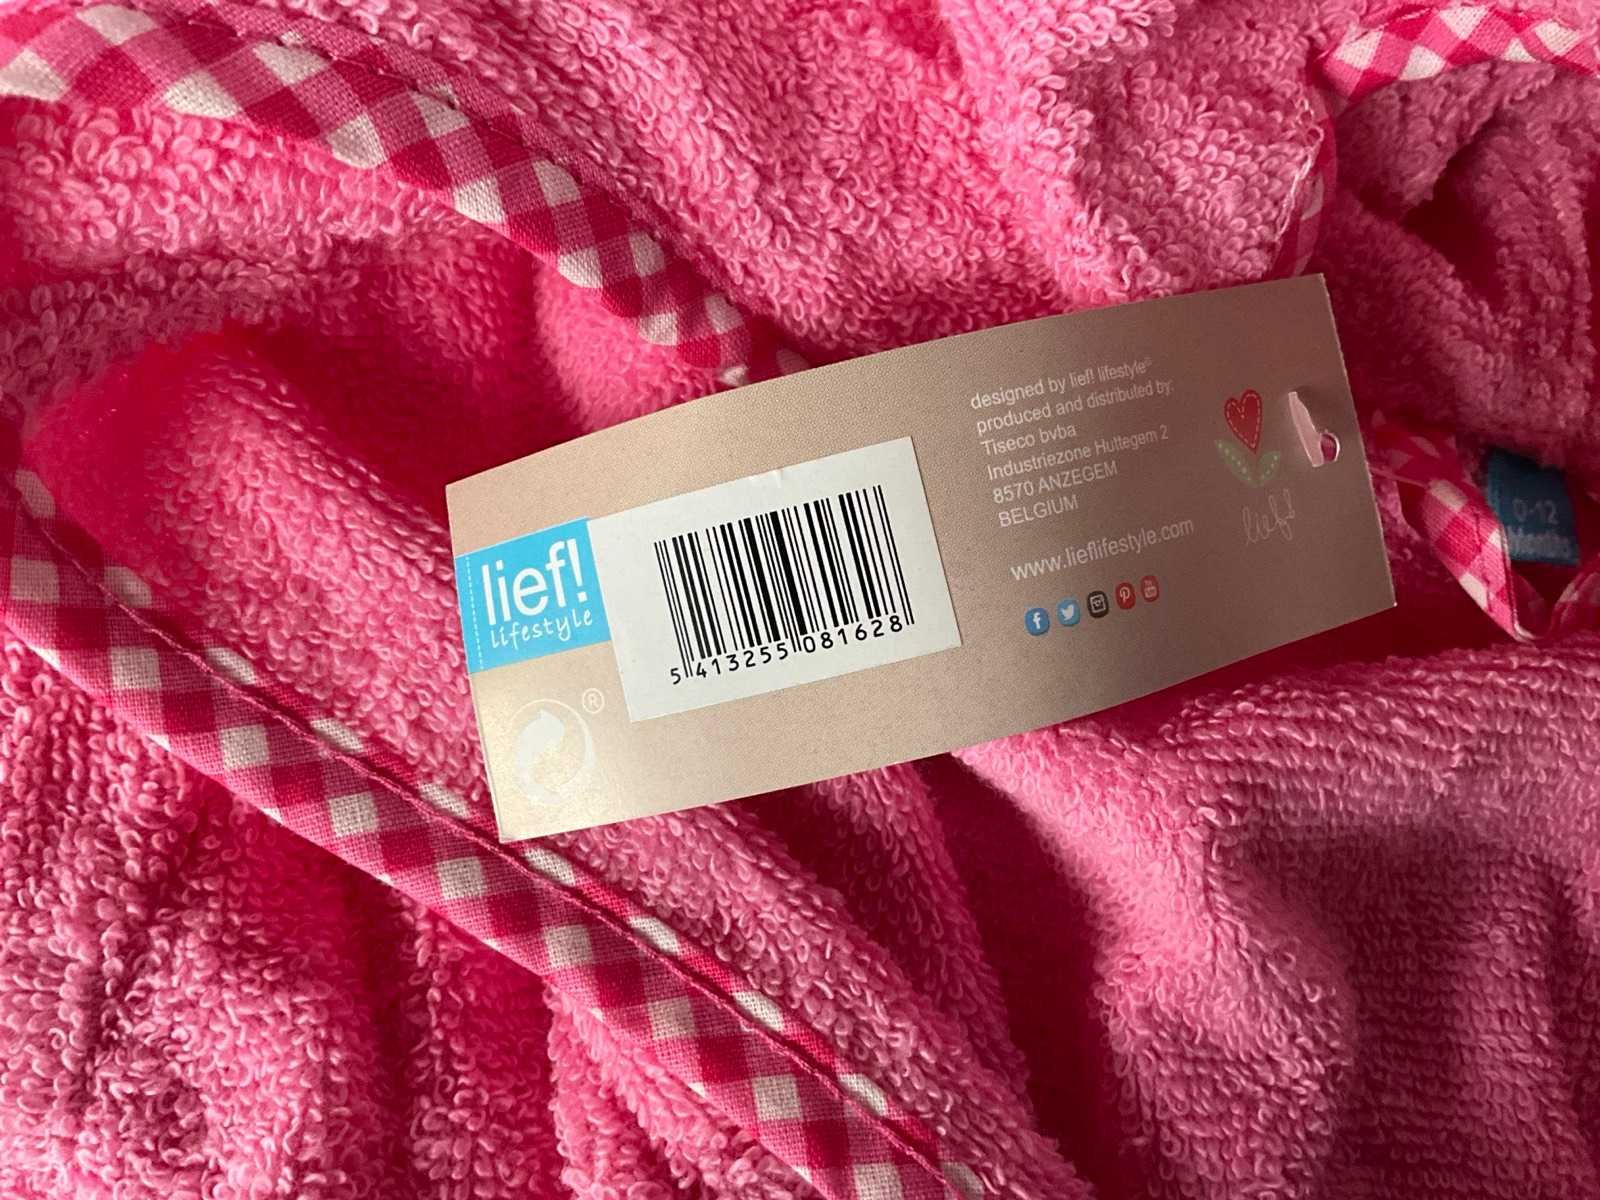 lief!
lifestyle
®
5 413255 081628
designed by lief! lifestyle®
produced and distributed by:
Tiseco bvba
Industriezone Huttegem 2
8570 ANZEGEM
BELGIUM
www.lieflifestyle.com
lief!
0-12
Months